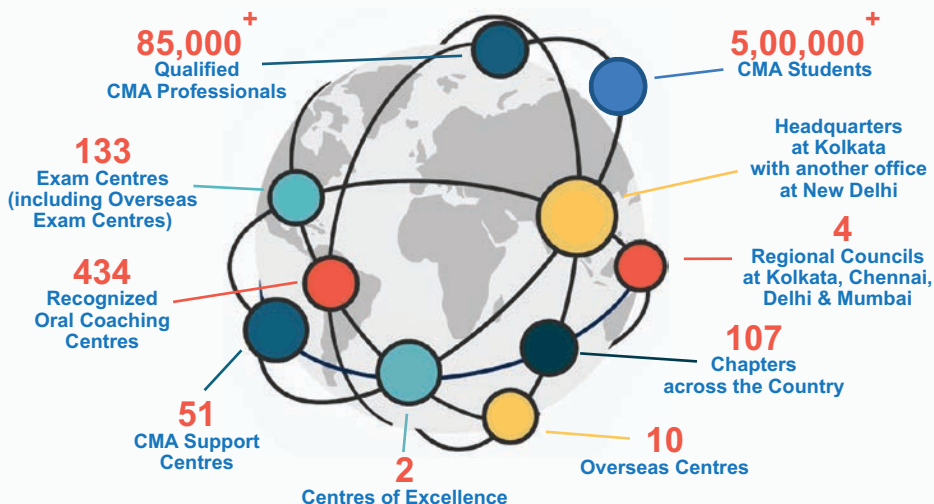 85,000+
Qualified
CMA Professionals
5,00,000+
CMA Students
Headquarters
at Kolkata
with another office
at New Delhi
133
Exam Centres
(including Overseas
Exam Centres)
4
Regional Councils
at Kolkata, Chennai,
Delhi & Mumbai
434
Recognized
Oral Coaching
Centres
107
Chapters
across the Country
51
CMA Support
Centres
10
Overseas Centres
2
Centres of Excellence